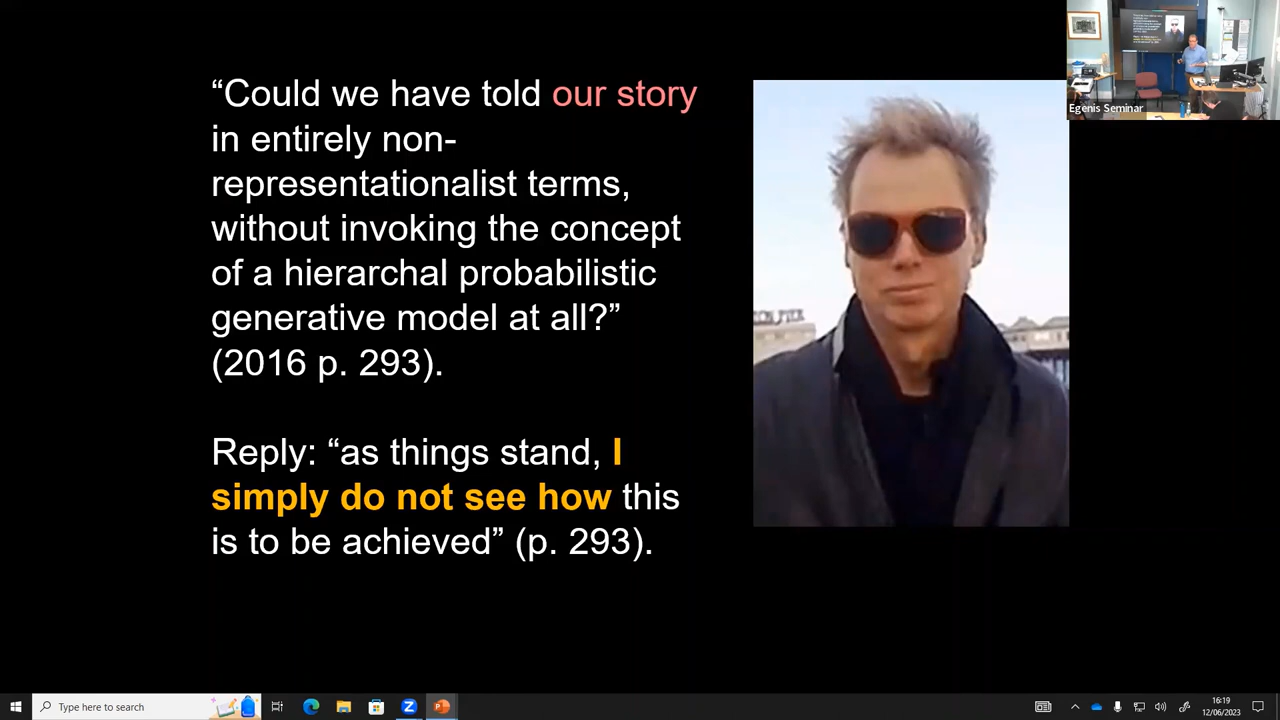 “Could we have told our story
in entirely non-
representationalist terms,
without invoking the concept
of a hierarchal probabilistic
generative model at all?”
(2016 p. 293).
Reply: “as things stand, I
simply do not see how this
is to be achieved” (p. 293).
Egenis Seminar
Type here to search
16:19
12/06/2023